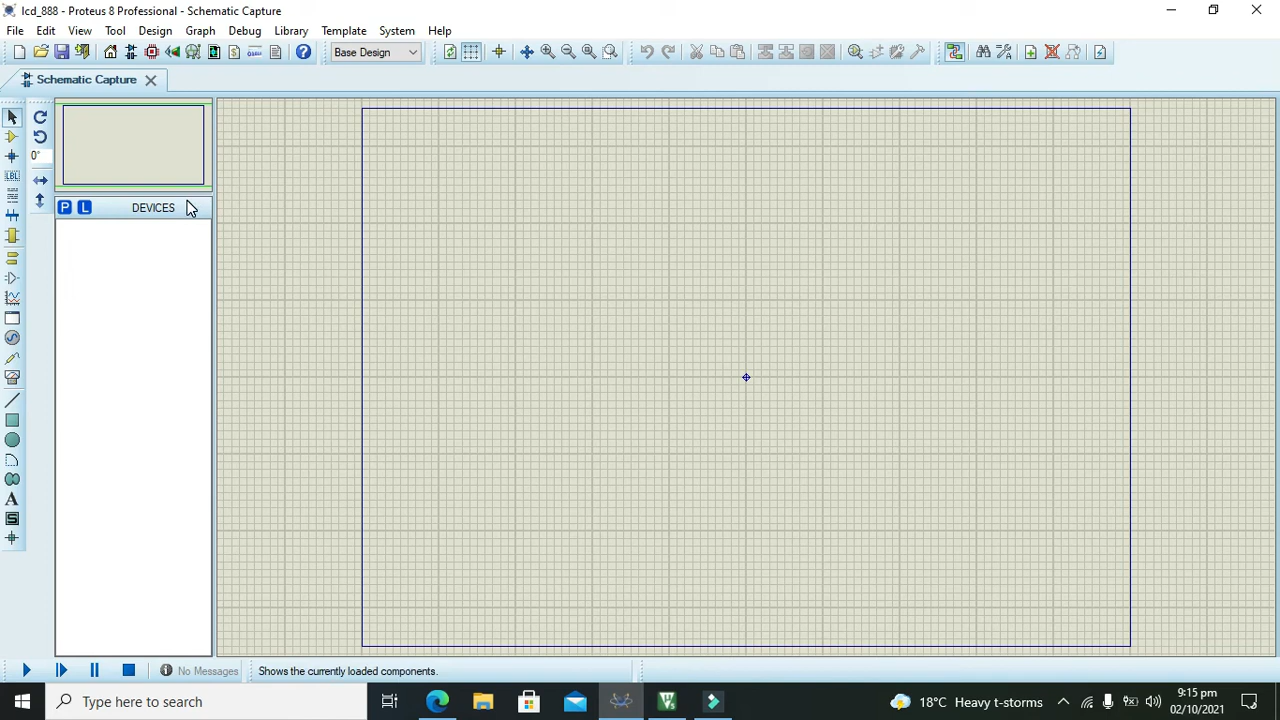 lcd_888 - Proteus 8 Professional - Schematic Capture
File Edit View Tool Design Graph Debug Library Template System Help
Base Design
Schematic Capture
LBL
0°
P L DEVICES
A
S
No Messages
Shows the currently loaded components.
Type here to search
18°C Heavy t-storms
9:15 pm
02/10/2021